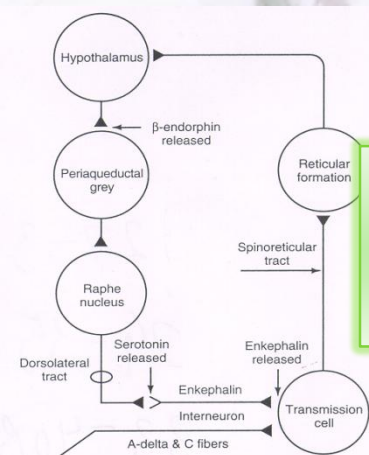 Hypothalamus
β-endorphin
released
Periaqueductal
grey
Reticular
formation
Spinoreticular
tract
Raphe
nucleus
Serotonin
released
Enkephalin
released
Dorsolateral
tract
Enkephalin
Interneuron
Transmission
cell
A-delta & C fibers